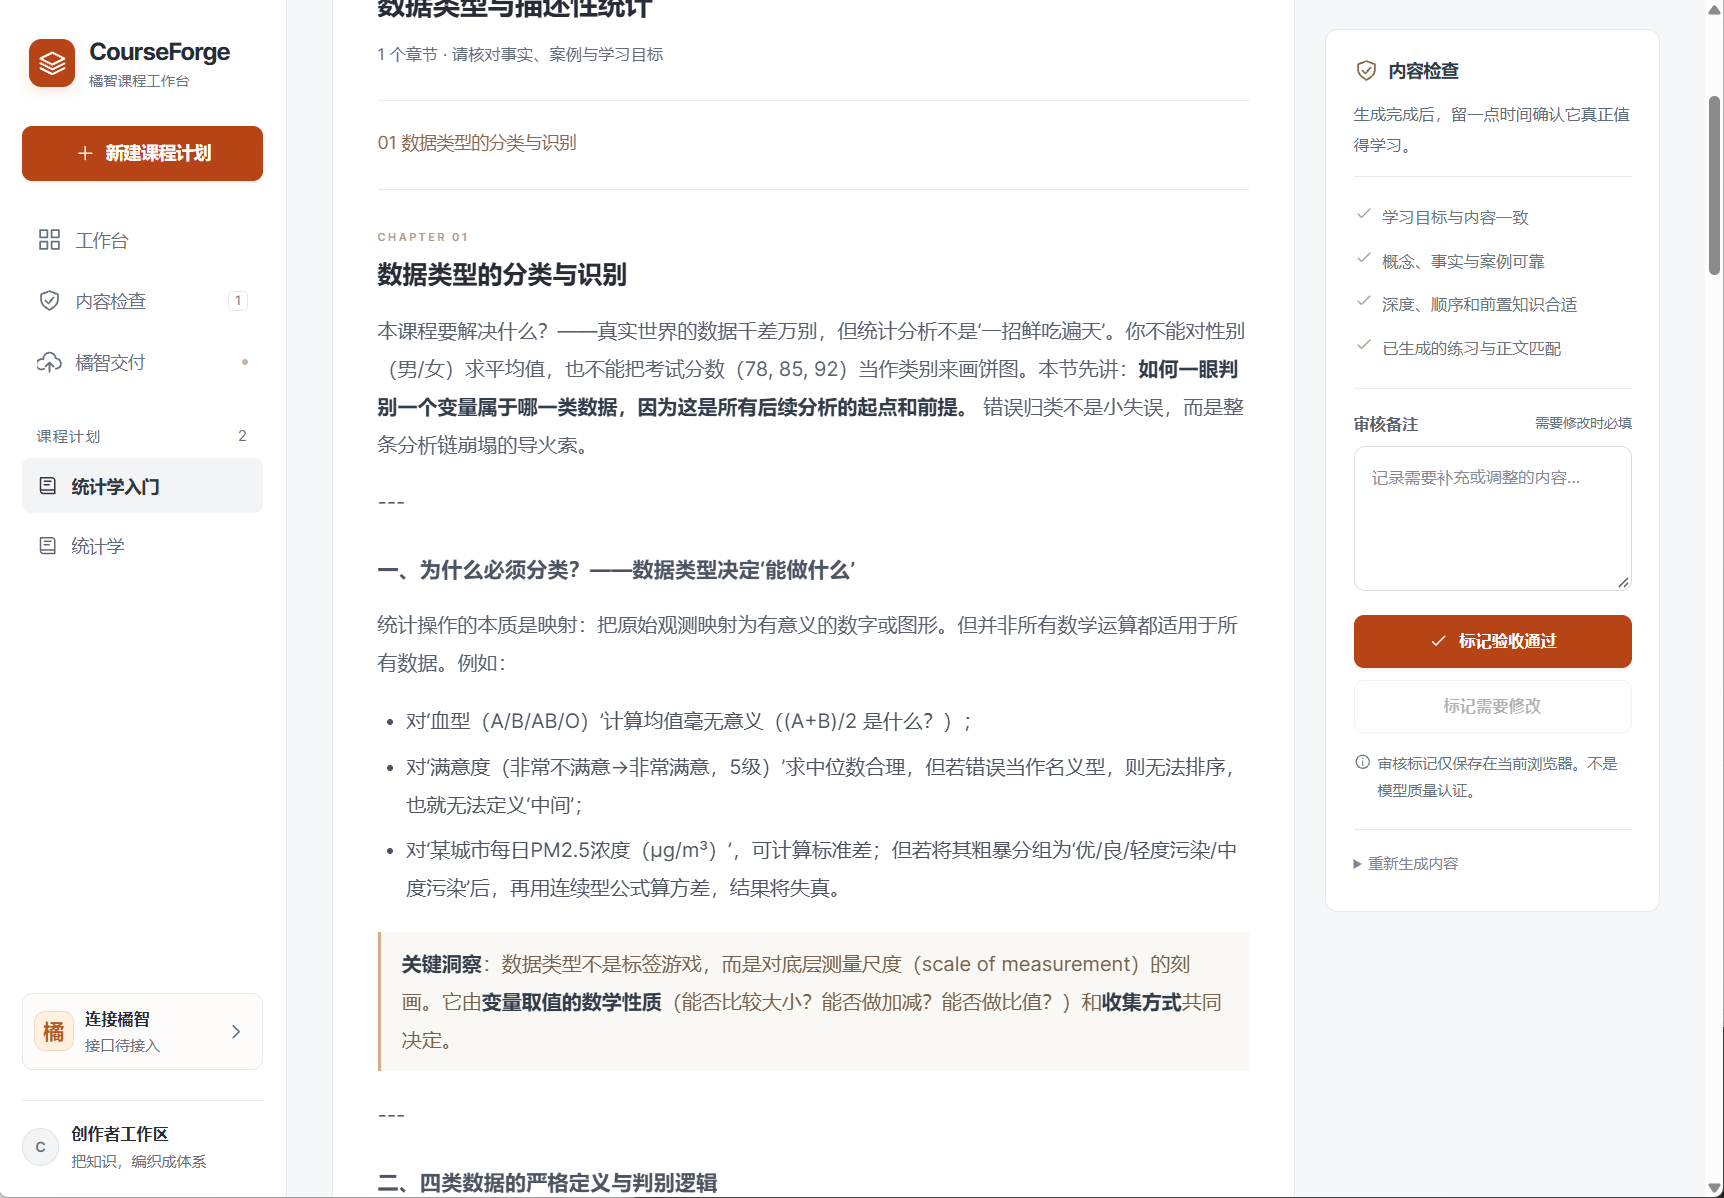 CourseForge
橘智课程工作台
新建课程计划
工作台
内容检查 1
橘智交付
课程计划 2
统计学入门
统计学
连接橘智
橘
接口待接入
C
创作者工作区
把知识，编织成体系
数据类型与描述性统计
1 个章节 · 请核对事实、案例与学习目标
01 数据类型的分类与识别
CHAPTER 01
数据类型的分类与识别
本课程要解决什么？——真实世界的数据千差万别，但统计分析不是‘一招鲜吃遍天’。你不能对性别
（男/女）求平均值，也不能把考试分数（78, 85, 92）当作类别来画饼图。本节先讲：如何一眼判
别一个变量属于哪一类数据，因为这是所有后续分析的起点和前提。 错误归类不是小失误，而是整
条分析链崩塌的导火索。
---
一、为什么必须分类？——数据类型决定‘能做什么’
统计操作的本质是映射：把原始观测映射为有意义的数字或图形。但并非所有数学运算都适用于所
有数据。例如：
• 对‘血型（A/B/AB/O）’计算均值毫无意义（(A+B)/2 是什么？）；
• 对‘满意度（非常不满意→非常满意，5级）’求中位数合理，但若错误当作名义型，则无法排序，
也就无法定义‘中间’；
• 对‘某城市每日PM2.5浓度（μg/m³）’，可计算标准差；但若将其粗暴分组为‘优/良/轻度污染/中
度污染’后，再用连续型公式算方差，结果将失真。
关键洞察：数据类型不是标签游戏，而是对底层测量尺度（scale of measurement）的刻
画。它由变量取值的数学性质（能否比较大小？能否做加减？能否做比值？）和收集方式共同
决定。
---
二、四类数据的严格定义与判别逻辑
内容检查
生成完成后，留一点时间确认它真正值
得学习。
学习目标与内容一致
概念、事实与案例可靠
深度、顺序和前置知识合适
已生成的练习与正文匹配
审核备注 需要修改时必填
记录需要补充或调整的内容...
标记验收通过
标记需要修改
审核标记仅保存在当前浏览器。不是
模型质量认证。
重新生成内容